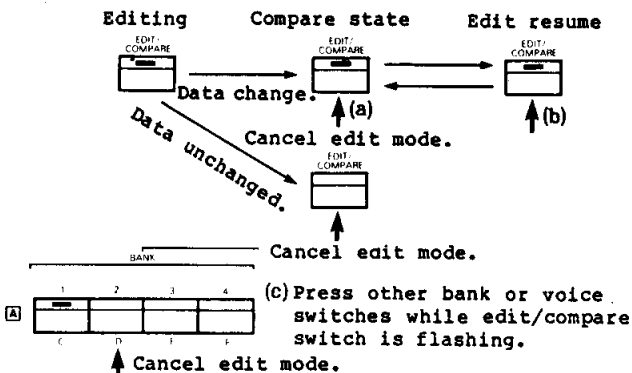 Editing Compare state Edit resume
EDIT/
COMPARE
EDIT/
COMPARE
EDIT/
COMPARE
Data change.
(a)
(b)
Cancel edit mode.
Data unchanged.
EDIT/
COMPARE
Cancel edit mode.
BANK
1 2 3 4
A
C D E F
(c) Press other bank or voice
switches while edit/compare
switch is flashing.
Cancel edit mode.